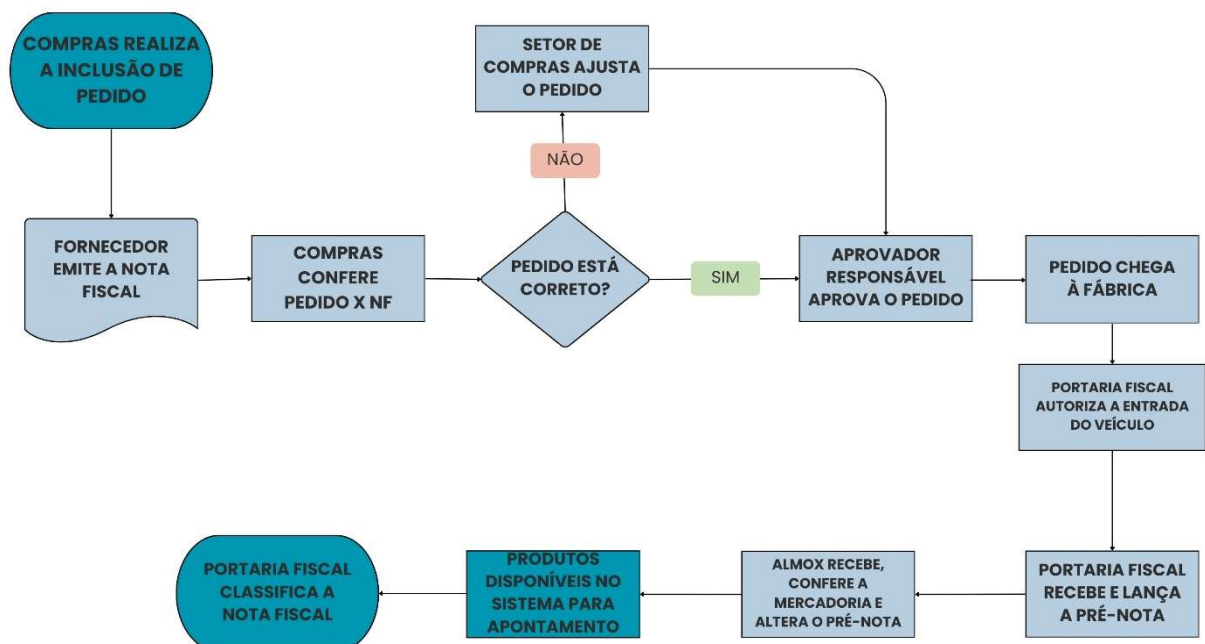 COMPRAS REALIZA
A INCLUSÃO DE
PEDIDO
SETOR DE
COMPRAS AJUSTA
O PEDIDO
NÃO
FORNECEDOR
EMITE A NOTA
FISCAL
COMPRAS
CONFERE
PEDIDO X NF
PEDIDO ESTÁ
CORRETO?
SIM
APROVADOR
RESPONSÁVEL
APROVA O PEDIDO
PEDIDO CHEGA
À FÁBRICA
PORTARIA FISCAL
AUTORIZA A ENTRADA
DO VEÍCULO
PORTARIA FISCAL
RECEBE E LANÇA
A PRÉ-NOTA
ALMOX RECEBE,
CONFERE A
MERCADORIA E
ALTERA O PRÉ-NOTA
PRODUTOS
DISPONÍVEIS NO
SISTEMA PARA
APONTAMENTO
PORTARIA FISCAL
CLASSIFICA A
NOTA FISCAL